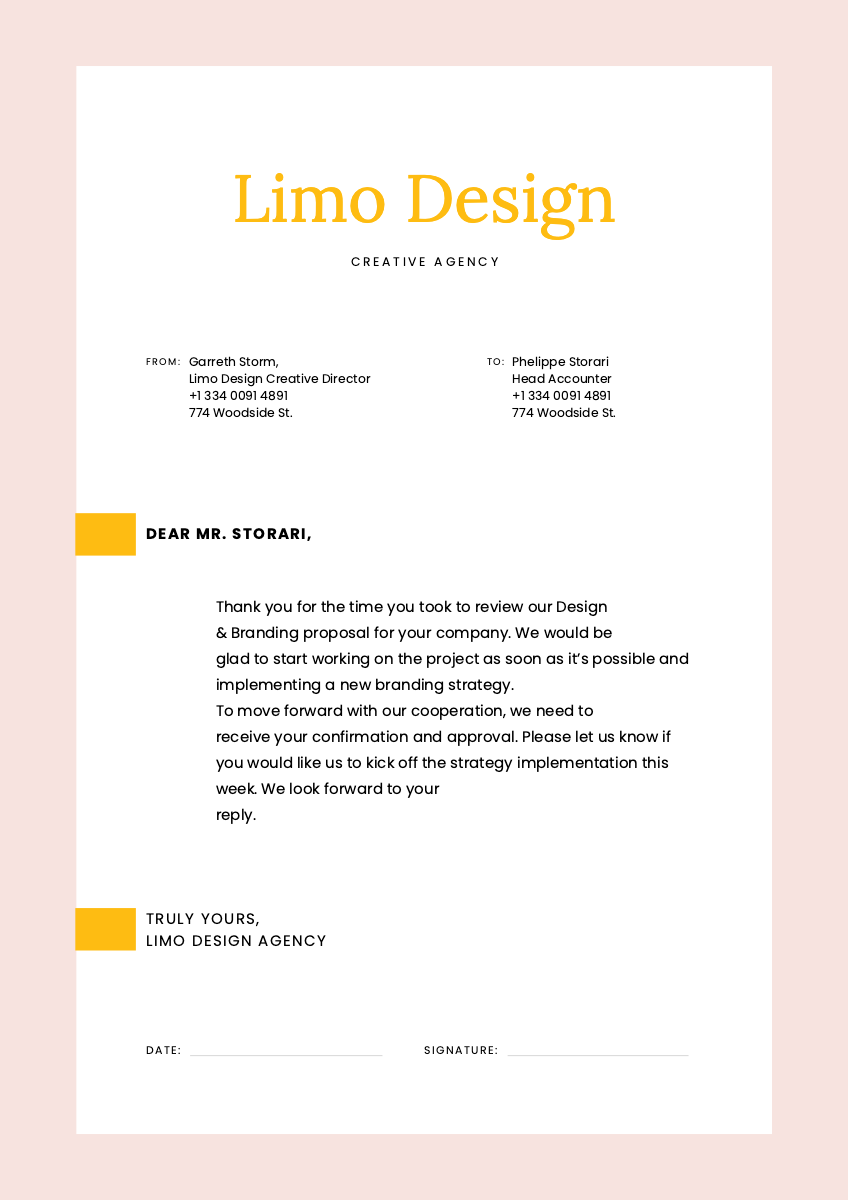 Limo Design
CREATIVE AGENCY
FROM: Garreth Storm,
Limo Design Creative Director
+1 334 0091 4891
774 Woodside St.
TO: Phelippe Storari
Head Accounter
+1 334 0091 4891
774 Woodside St.
DEAR MR. STORARI,
Thank you for the time you took to review our Design
& Branding proposal for your company. We would be
glad to start working on the project as soon as it’s possible and
implementing a new branding strategy.
To move forward with our cooperation, we need to
receive your confirmation and approval. Please let us know if
you would like us to kick off the strategy implementation this
week. We look forward to your
reply.
TRULY YOURS,
LIMO DESIGN AGENCY
DATE:
SIGNATURE: